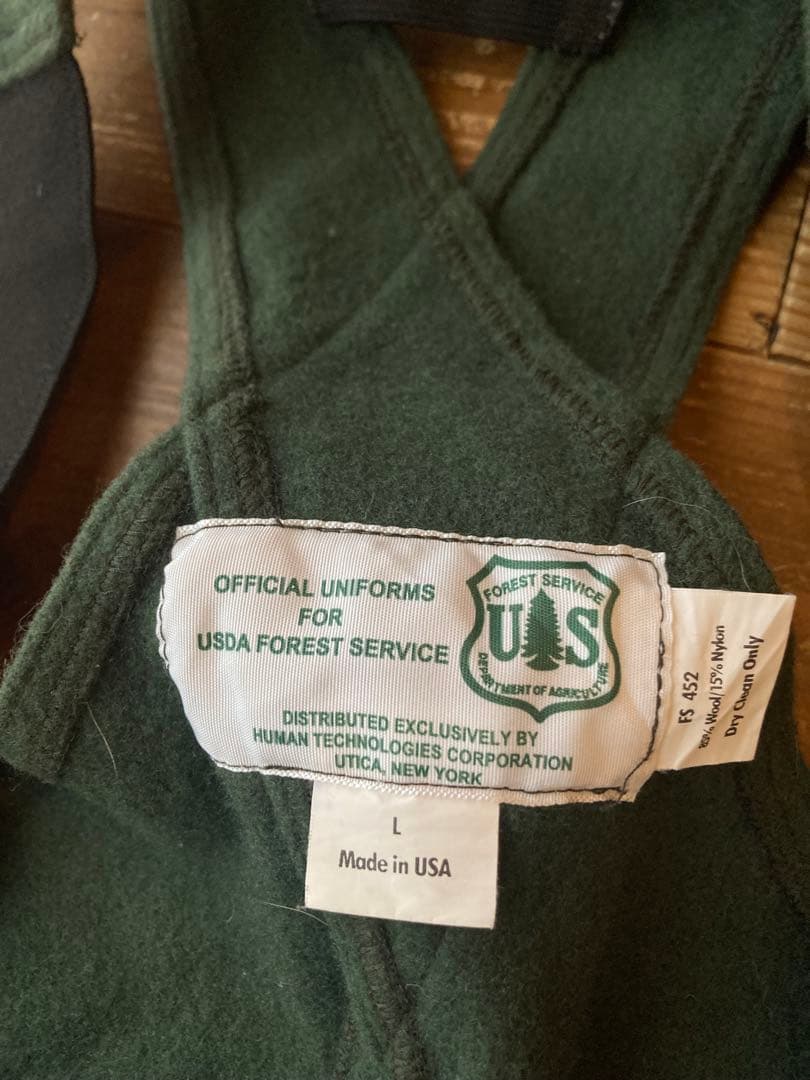 OFFICIAL UNIFORMS
FOR
USDA FOREST SERVICE
FOREST SERVICE
U S
DEPARTMENT OF AGRICULTURE
DISTRIBUTED EXCLUSIVELY BY
HUMAN TECHNOLOGIES CORPORATION
UTICA, NEW YORK
FS 452
85% Wool/15% Nylon
Dry Clean Only
L
Made in USA